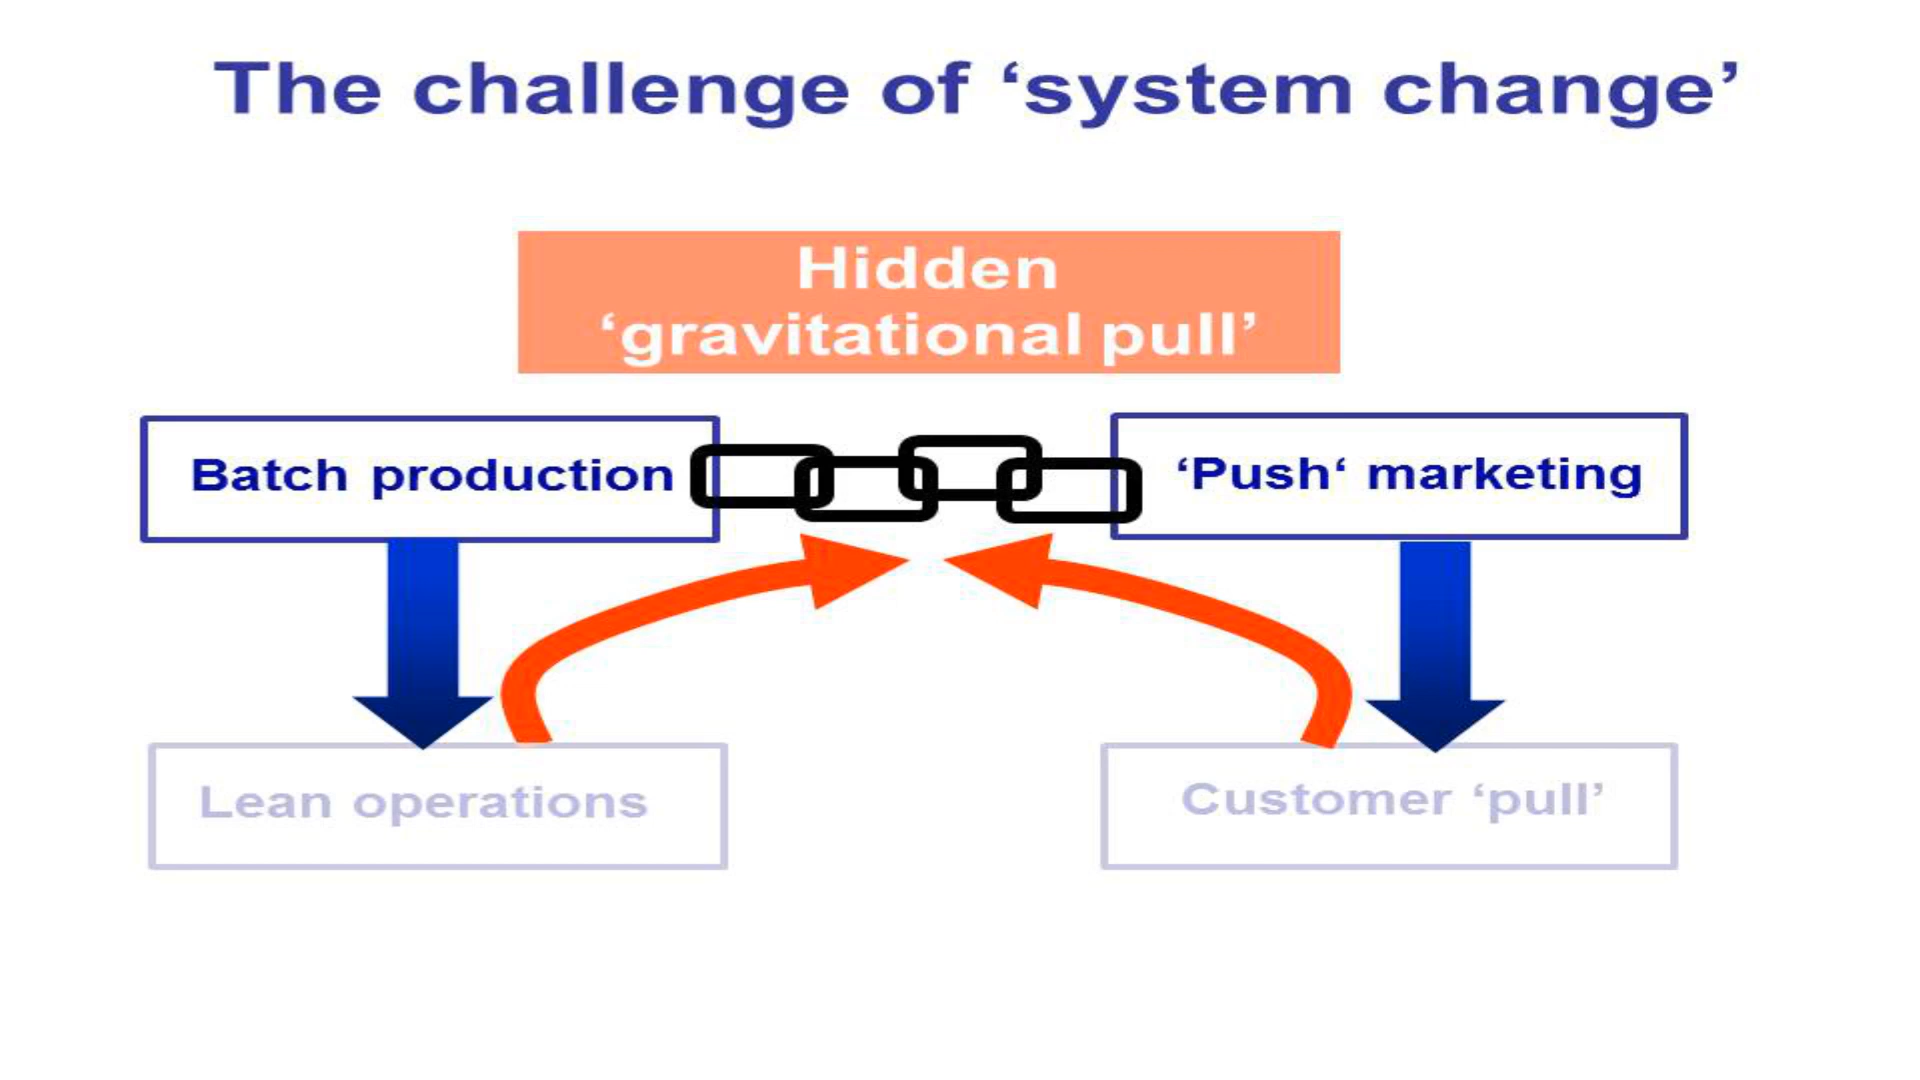 The challenge of ‘system change’
Hidden
‘gravitational pull’
Batch production
‘Push‘ marketing
Lean operations
Customer ‘pull’